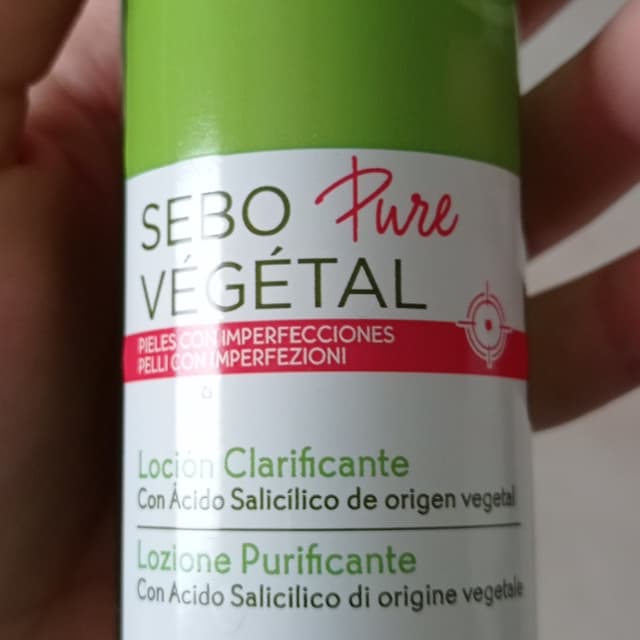 SEBO Pure
VÉGÉTAL
PIELES CON IMPERFECCIONES
PELLI CON IMPERFEZIONI
Loción Clarificante
Con Ácido Salicílico de origen vegetal
Lozione Purificante
Con Acido Salicilico di origine vegetale